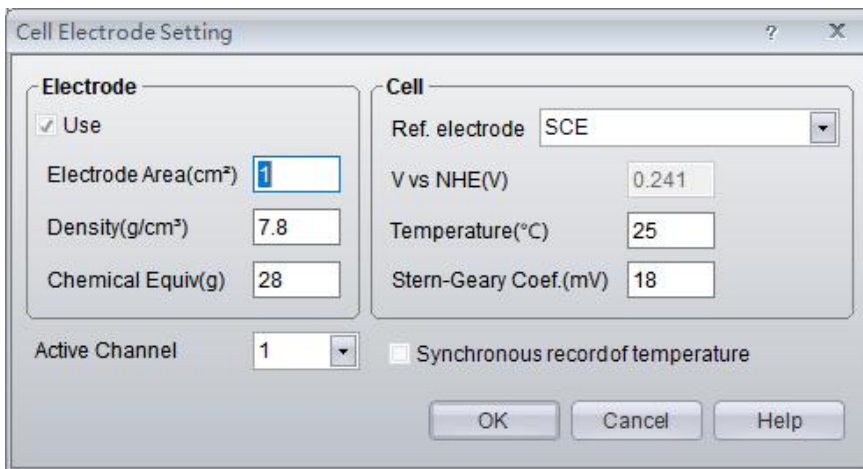 Cell Electrode Setting ? X
Electrode
Use
Electrode Area(cm²) 1
Density(g/cm³) 7.8
Chemical Equiv(g) 28
Cell
Ref. electrode SCE
V vs NHE(V) 0.241
Temperature(°C) 25
Stern-Geary Coef.(mV) 18
Active Channel 1
Synchronous record of temperature
OK Cancel Help